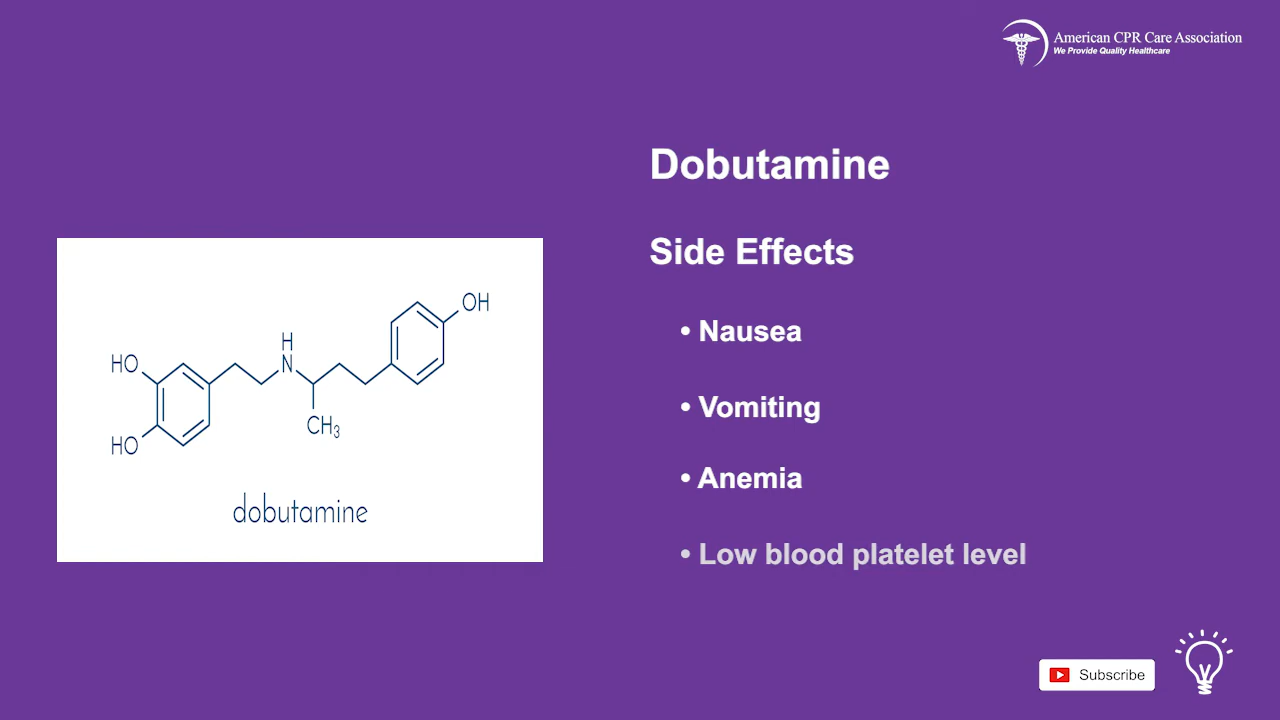 American CPR Care Association
We Provide Quality Healthcare
Dobutamine
Side Effects
• Nausea
• Vomiting
• Anemia
• Low blood platelet level
OH
H
N
HO
HO
CH₃
dobutamine
Subscribe